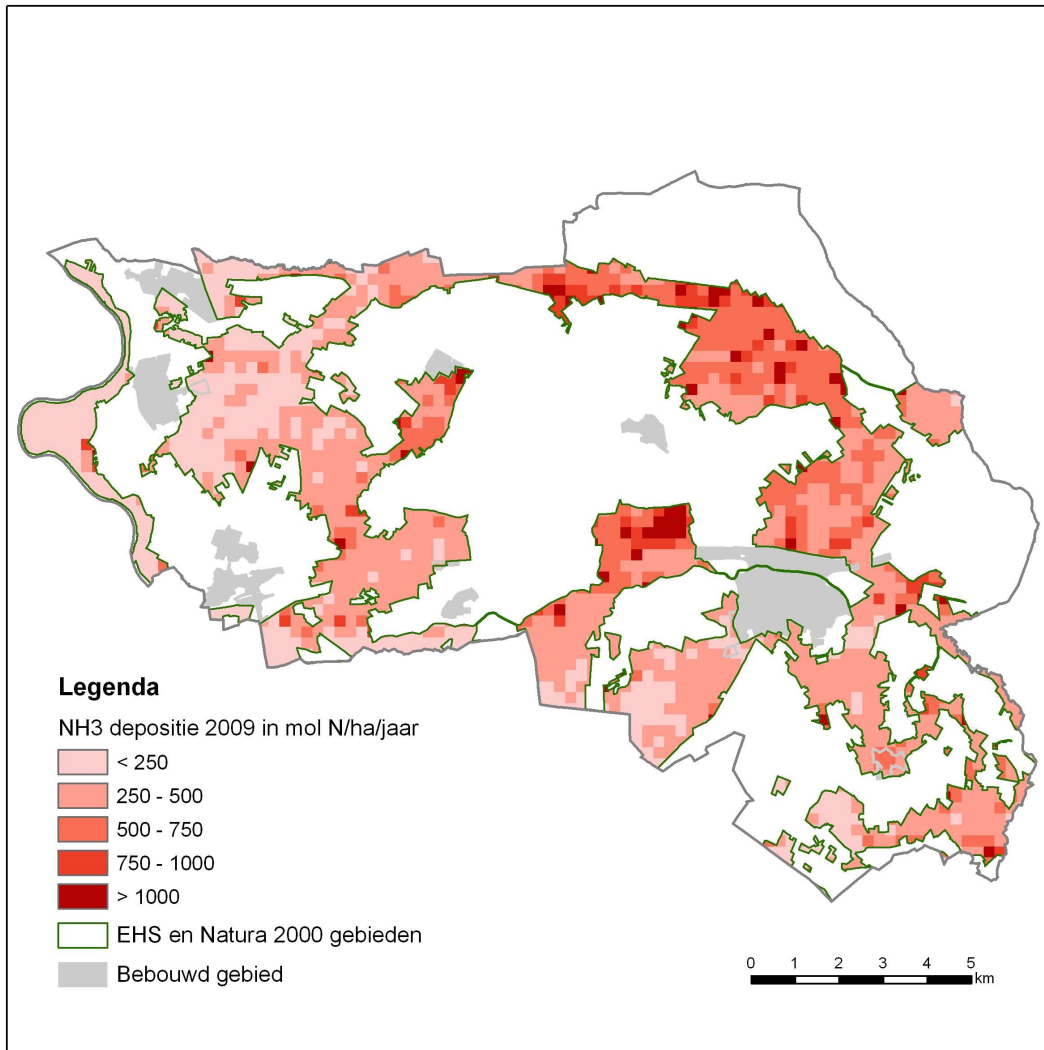 Legenda
NH3 depositie 2009 in mol N/ha/jaar
< 250
250 - 500
500 - 750
750 - 1000
> 1000
EHS en Natura 2000 gebieden
Bebouwd gebied
0 1 2 3 4 5
km